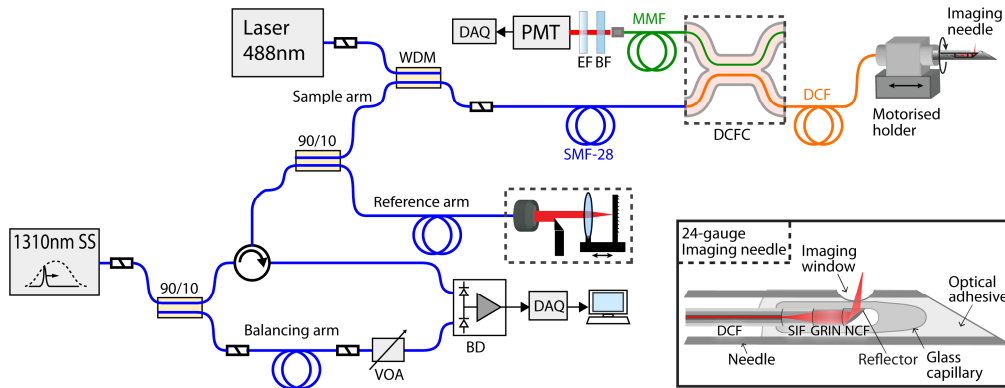 Laser
488nm
WDM
Sample arm
DAQ
PMT
EF BF
MMF
DCFC
SMF-28
DCF
Imaging
needle
Motorised
holder
90/10
Reference arm
1310nm SS
90/10
Balancing arm
VOA
BD
DAQ
24-gauge
Imaging needle
Imaging
window
Optical
adhesive
DCF
SIF GRIN NCF
Needle
Reflector
Glass
capillary